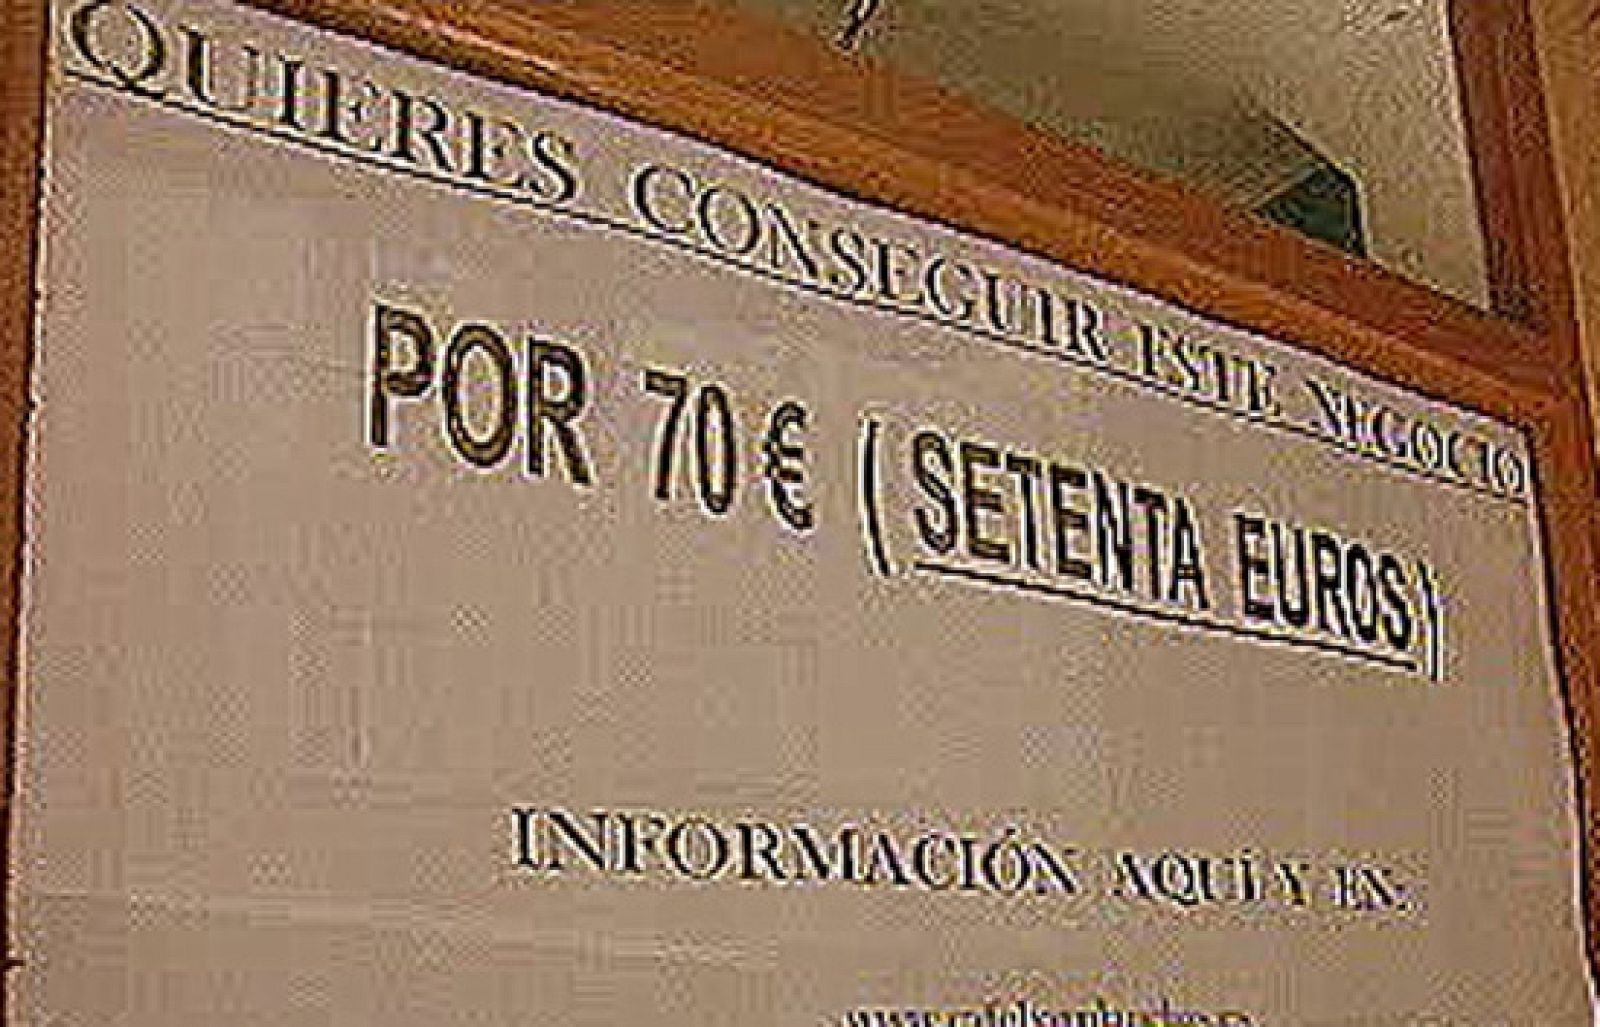 QUIERES CONSEGUIR ESTE NEGOCIO
POR 70 € (SETENTA EUROS)
INFORMACIÓN AQUÍ Y EN: